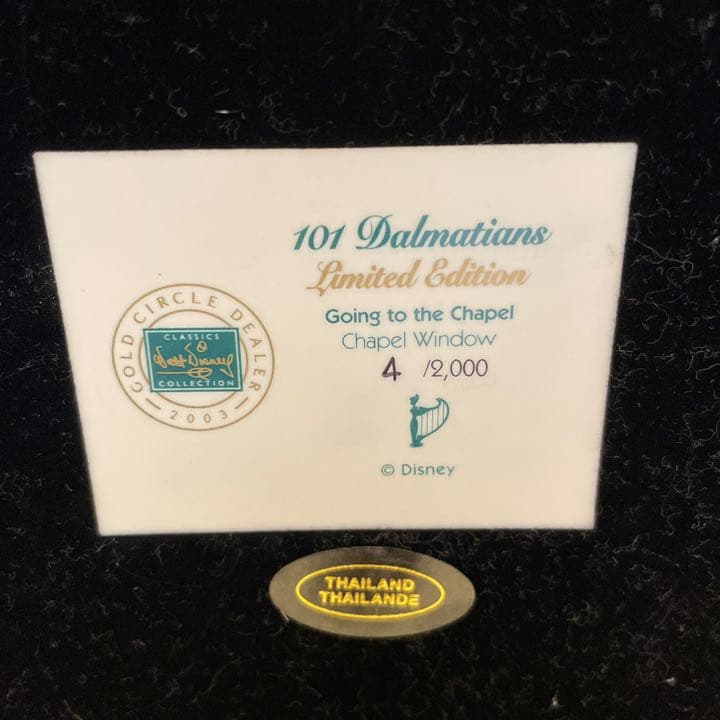 101 Dalmatians
Limited Edition
Going to the Chapel
Chapel Window
4 /2,000
© Disney
GOLD CIRCLE DEALER
CLASSICS
Walt Disney
COLLECTION
2003
THAILAND
THAILANDE